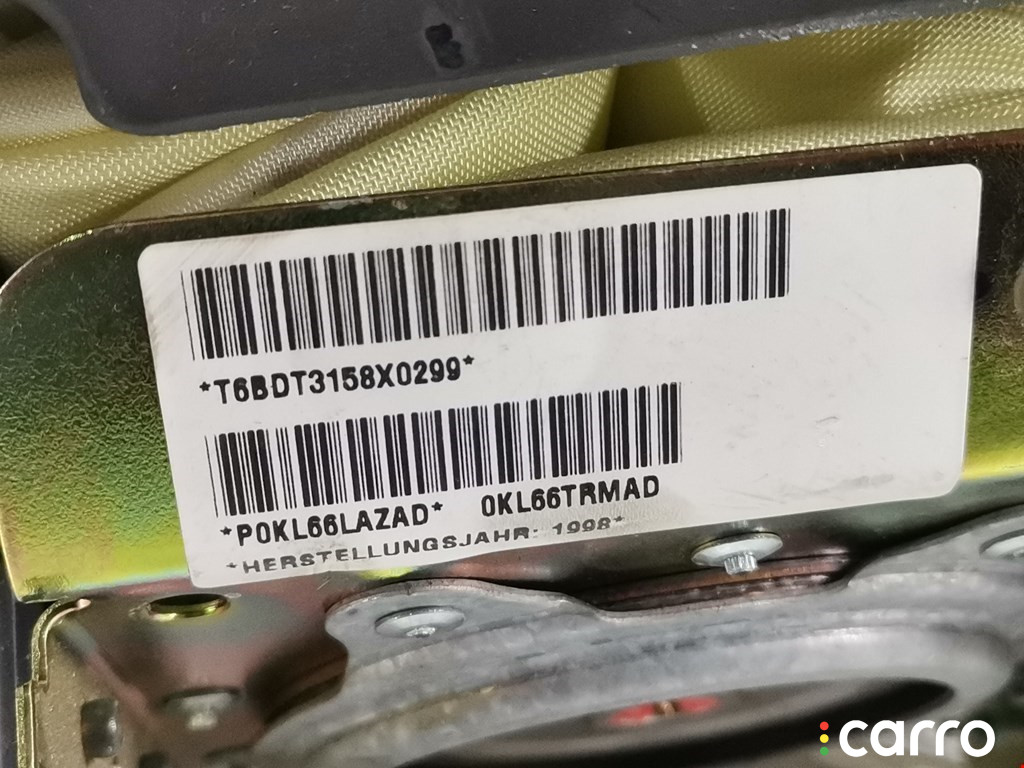 *T6BDT3158X0299*
*P0KL66LAZAD* 0KL66TRMAD
*HERSTELLUNGSJAHR: 1998*
carro